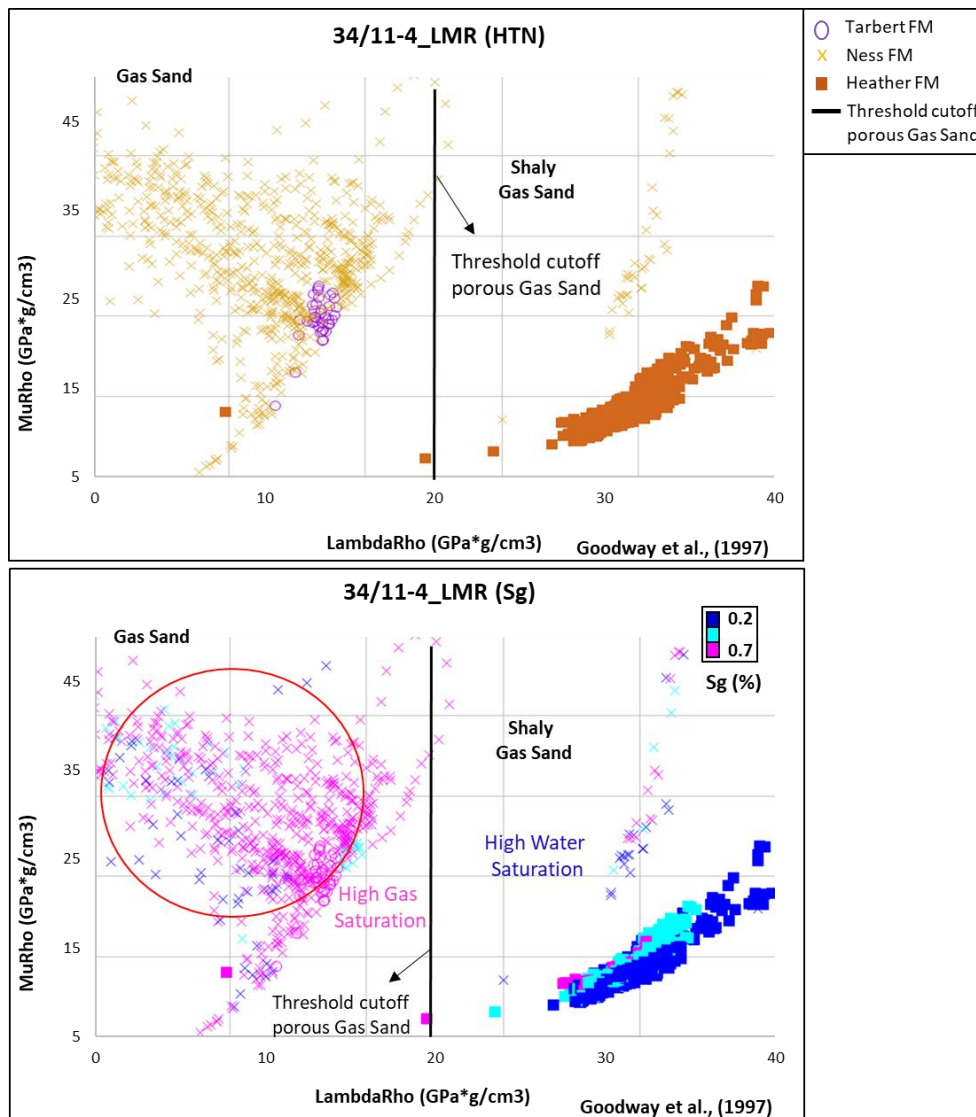 34/11-4_LMR (HTN)
Tarbert FM
Ness FM
Heather FM
Threshold cutoff
porous Gas Sand
Gas Sand
45
35
25
15
5
MuRho (GPa*g/cm3)
Shaly
Gas Sand
Threshold cutoff
porous Gas Sand
0
10
20
30
40
LambdaRho (GPa*g/cm3)
Goodway et al., (1997)
34/11-4_LMR (Sg)
Gas Sand
0.2
0.7
Sg (%)
45
35
25
15
5
MuRho (GPa*g/cm3)
Shaly
Gas Sand
High Water
Saturation
High Gas
Saturation
Threshold cutoff
porous Gas Sand
0
10
20
30
40
LambdaRho (GPa*g/cm3)
Goodway et al., (1997)